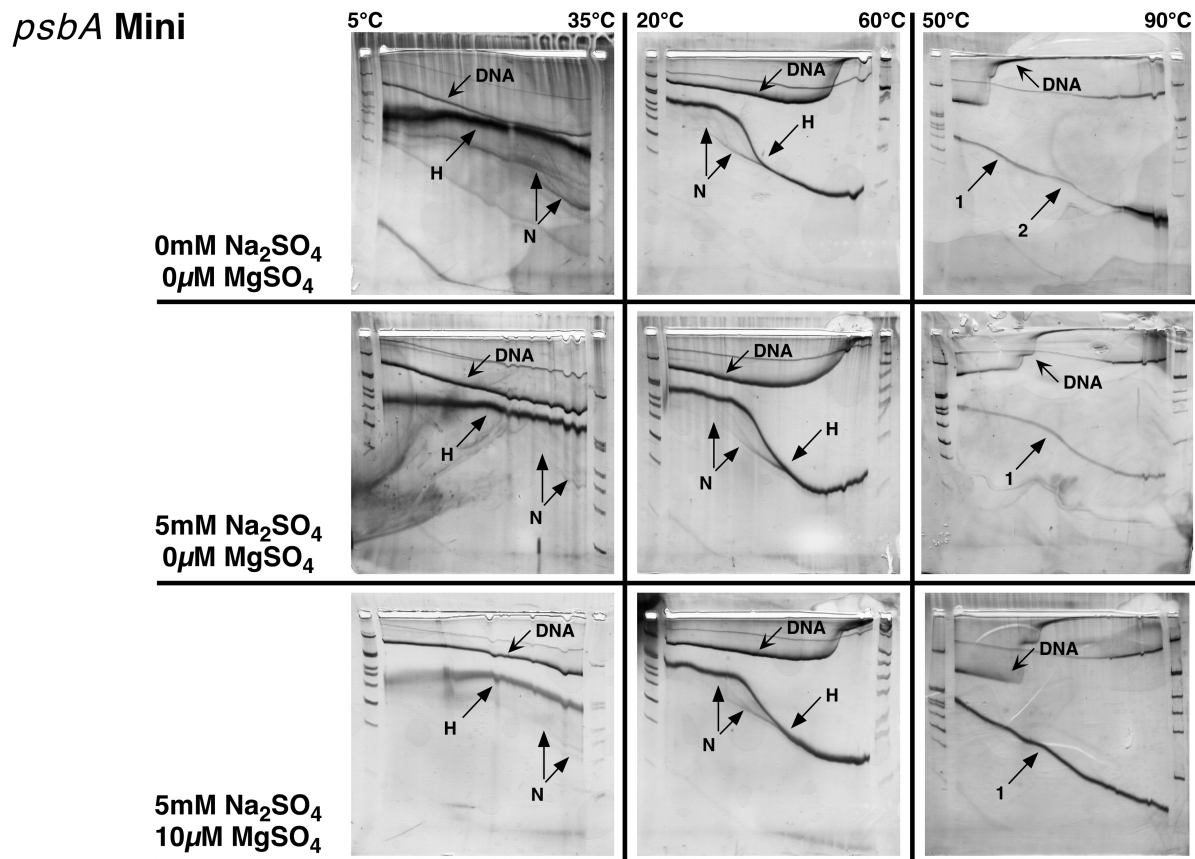 psbA Mini
5°C 35°C 20°C 60°C 50°C 90°C
DNA DNA DNA
H H
N N
1
2
0mM Na₂SO₄
0µM MgSO₄
DNA DNA DNA
H H
N N
1
5mM Na₂SO₄
0µM MgSO₄
DNA DNA DNA
H H
N N
1
5mM Na₂SO₄
10µM MgSO₄